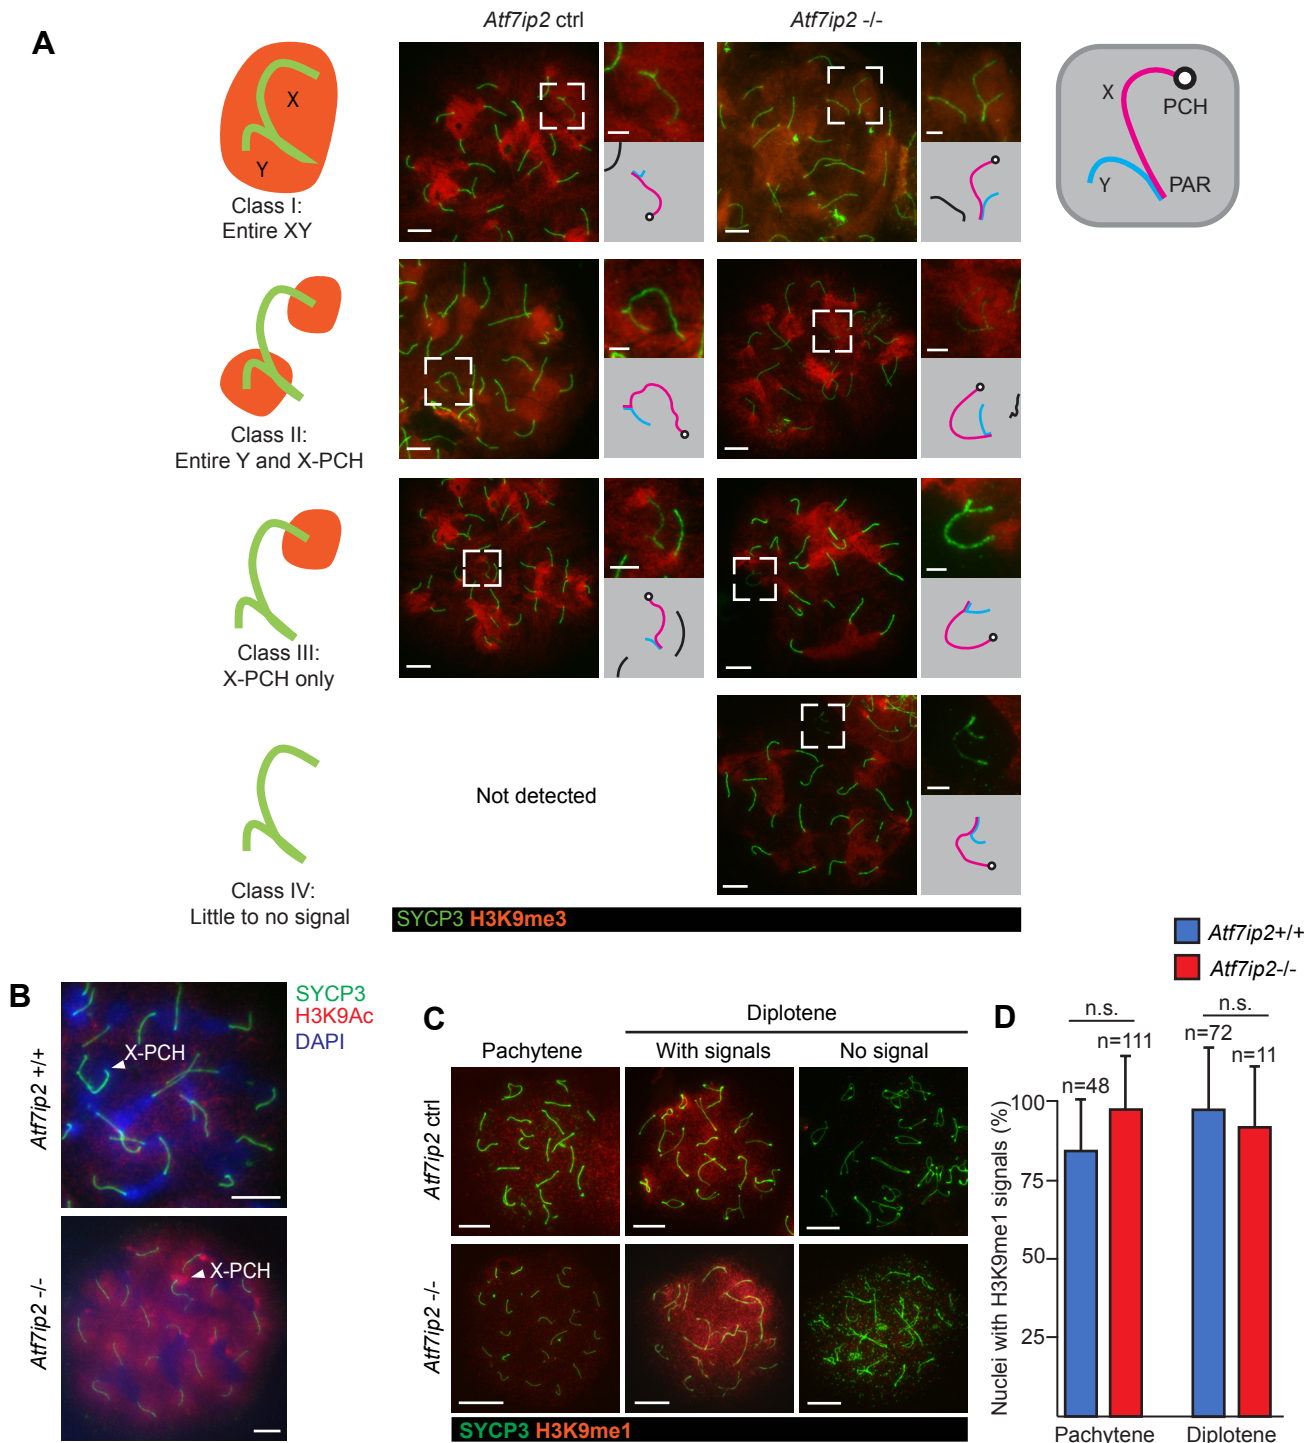 A
Atf7ip2 ctrl
Atf7ip2 -/-
X
Y
Class I:
Entire XY
X
PCH
Y
PAR
Class II:
Entire Y and X-PCH
Class III:
X-PCH only
Not detected
Class IV:
Little to no signal
SYCP3 H3K9me3
B
Atf7ip2 +/+
X-PCH
SYCP3
H3K9Ac
DAPI
Atf7ip2 -/-
X-PCH
C
Diplotene
Pachytene
With signals
No signal
Atf7ip2 ctrl
Atf7ip2 -/-
SYCP3 H3K9me1
Atf7ip2+/+
Atf7ip2-/-
D
n.s.
n.s.
n=48
n=111
n=72
n=11
Nuclei with H3K9me1 signals (%)
100
75
50
25
Pachytene
Diplotene